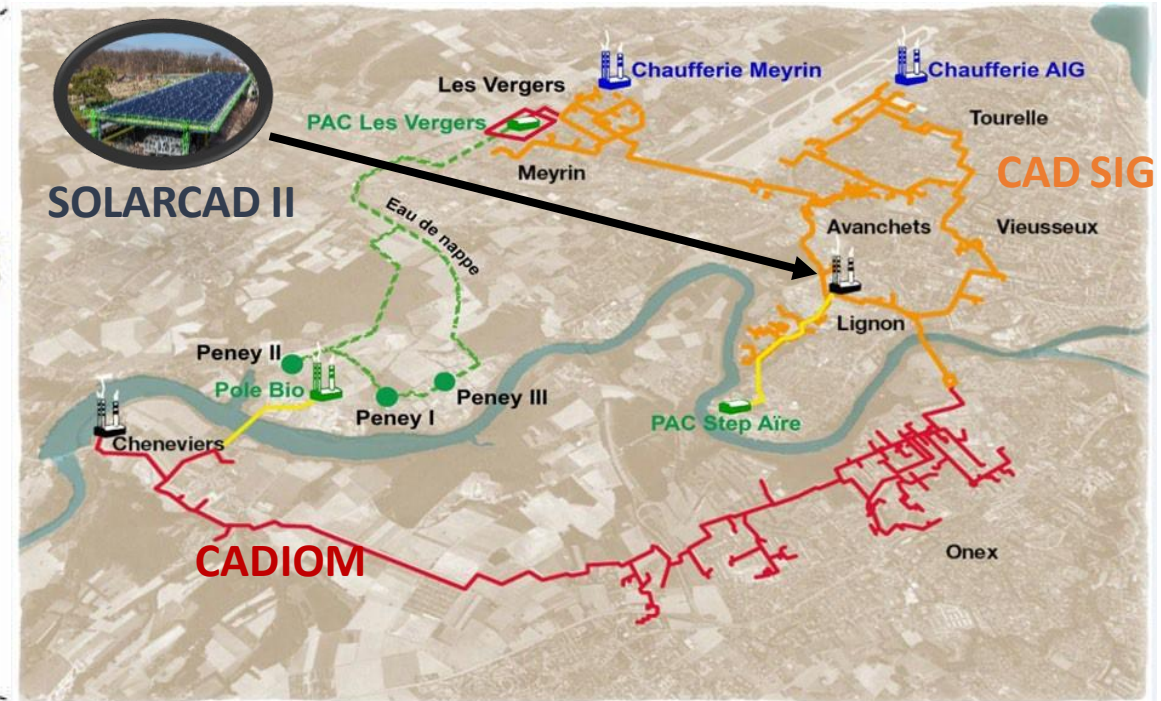 Les Vergers
Chaufferie Meyrin
Chaufferie AIG
PAC Les Vergers
Tourelle
Meyrin
CAD SIG
SOLARCAD II
Eau de nappe
Avanchets
Vieusseux
Lignon
Peney II
Pole Bio
Peney III
Peney I
PAC Step Aïre
Cheneviers
CADIOM
Onex